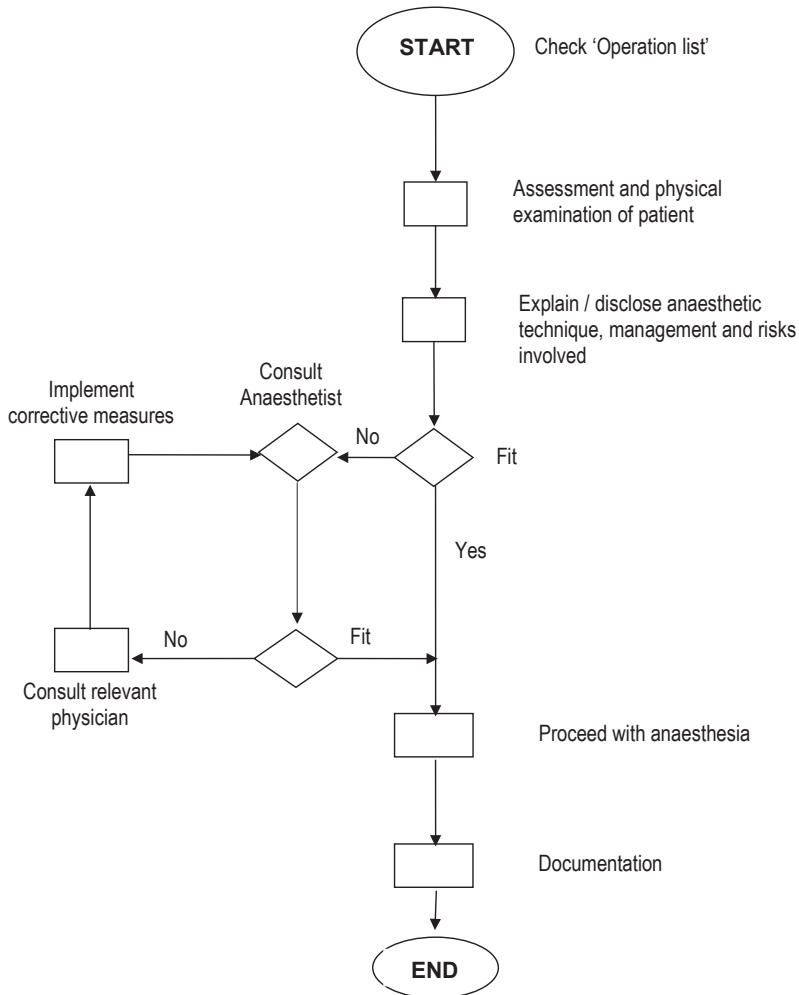 START
Check ‘Operation list’
Assessment and physical
examination of patient
Explain / disclose anaesthetic
technique, management and risks
involved
Consult
Anaesthetist
Implement
corrective measures
No
Fit
Yes
No
Fit
Consult relevant
physician
Proceed with anaesthesia
Documentation
END